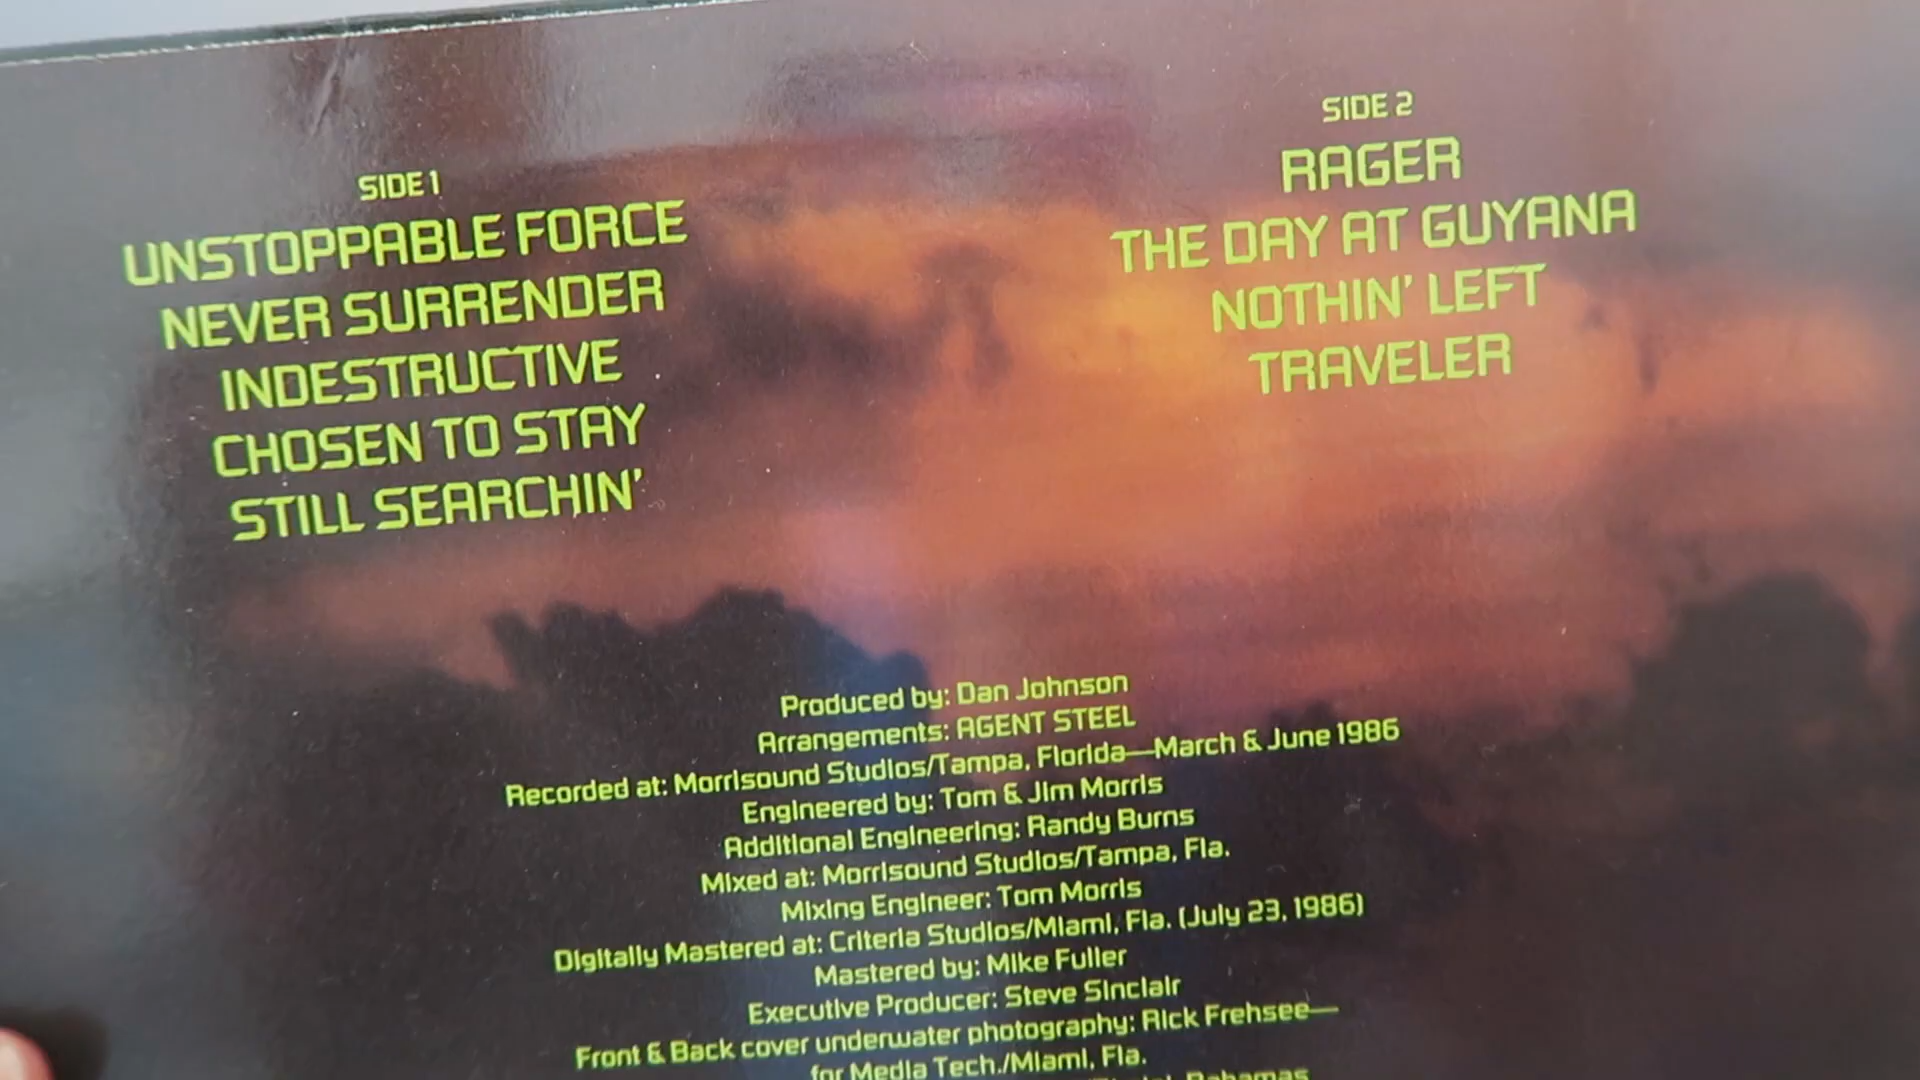 SIDE 1
UNSTOPPABLE FORCE
NEVER SURRENDER
INDESTRUCTIVE
CHOSEN TO STAY
STILL SEARCHIN'
SIDE 2
RAGER
THE DAY AT GUYANA
NOTHIN' LEFT
TRAVELER
Produced by: Dan Johnson
Arrangements: AGENT STEEL
Recorded at: Morrisound Studios/Tampa, Florida—March & June 1986
Engineered by: Tom & Jim Morris
Additional Engineering: Randy Burns
Mixed at: Morrisound Studios/Tampa, Fla.
Mixing Engineer: Tom Morris
Digitally Mastered at: Criteria Studios/Miami, Fla. (July 23, 1986)
Mastered by: Mike Fuller
Executive Producer: Steve Sinclair
Front & Back cover underwater photography: Rick Frehsee—
for Media Tech./Miami, Fla.
Bahamas